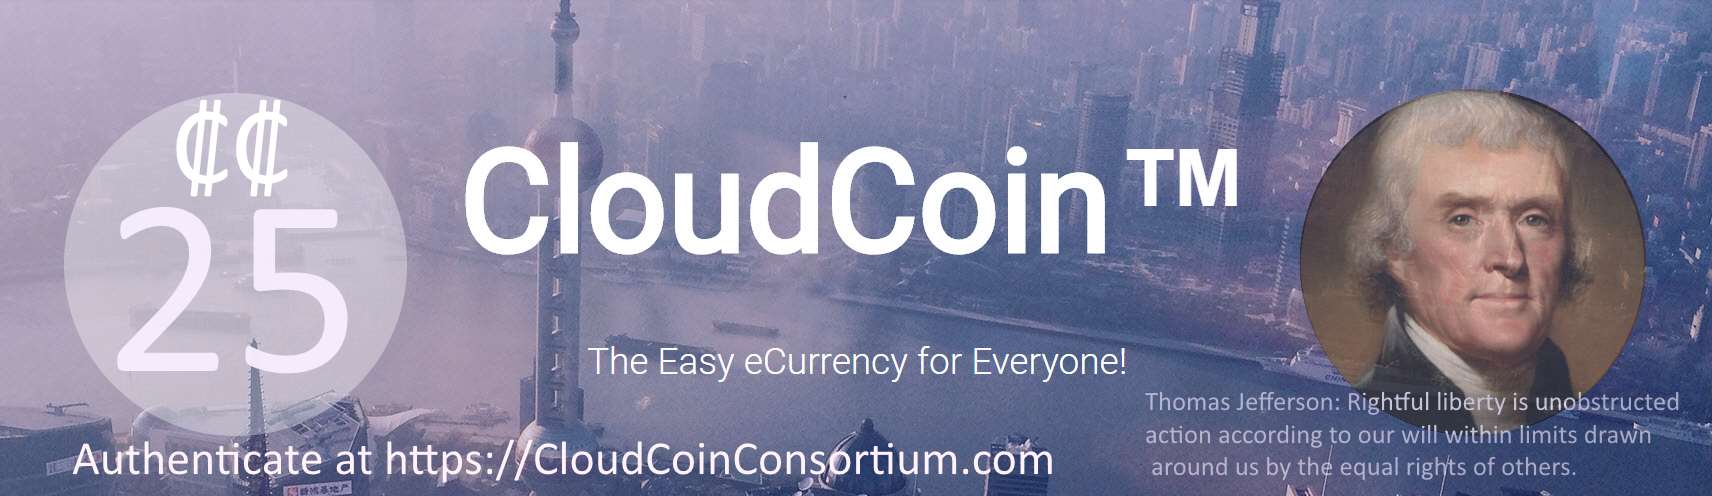 ₡₡
25
CloudCoin™
The Easy eCurrency for Everyone!
Thomas Jefferson: Rightful liberty is unobstructed
action according to our will within limits drawn
around us by the equal rights of others.
Authenticate at https://CloudCoinConsortium.com